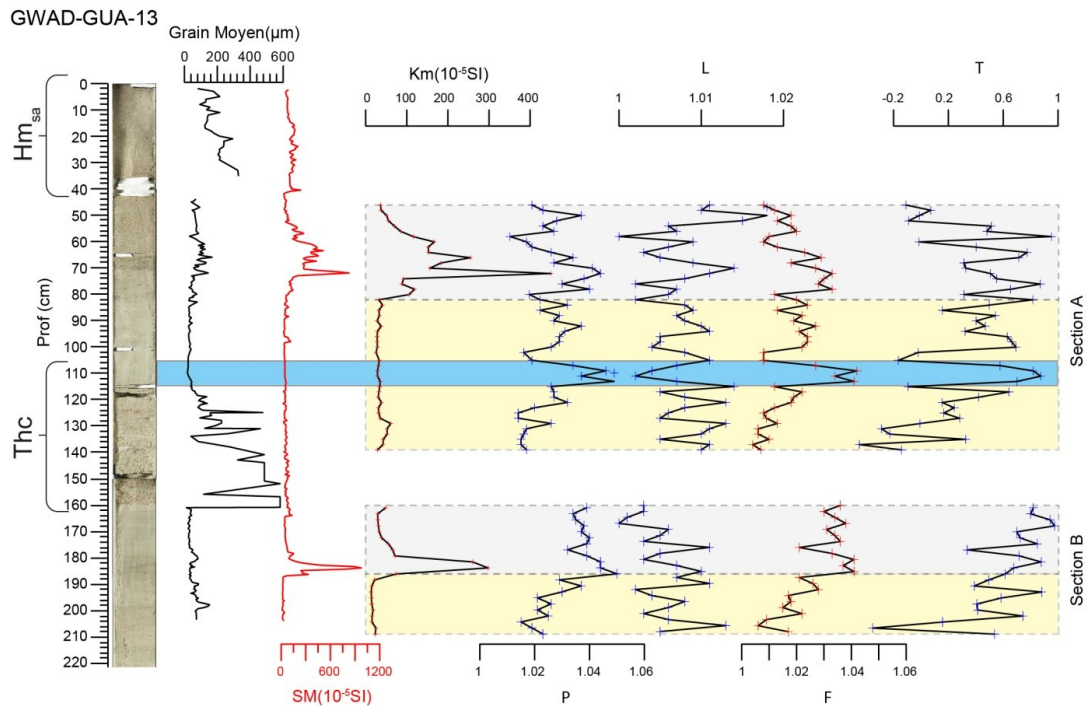 GWAD-GUA-13
Grain Moyen(µm)
0 200 400 600
Km(10⁻⁵SI)
0 100 200 300 400
L
1 1.01 1.02
T
-0.2 0.2 0.6 1
Hm sa
Thc
Prof (cm)
0
10
20
30
40
50
60
70
80
90
100
110
120
130
140
150
160
170
180
190
200
210
220
Section A
Section B
0 600 1200
SM(10⁻⁵SI)
1 1.02 1.04 1.06
P
1 1.02 1.04 1.06
F